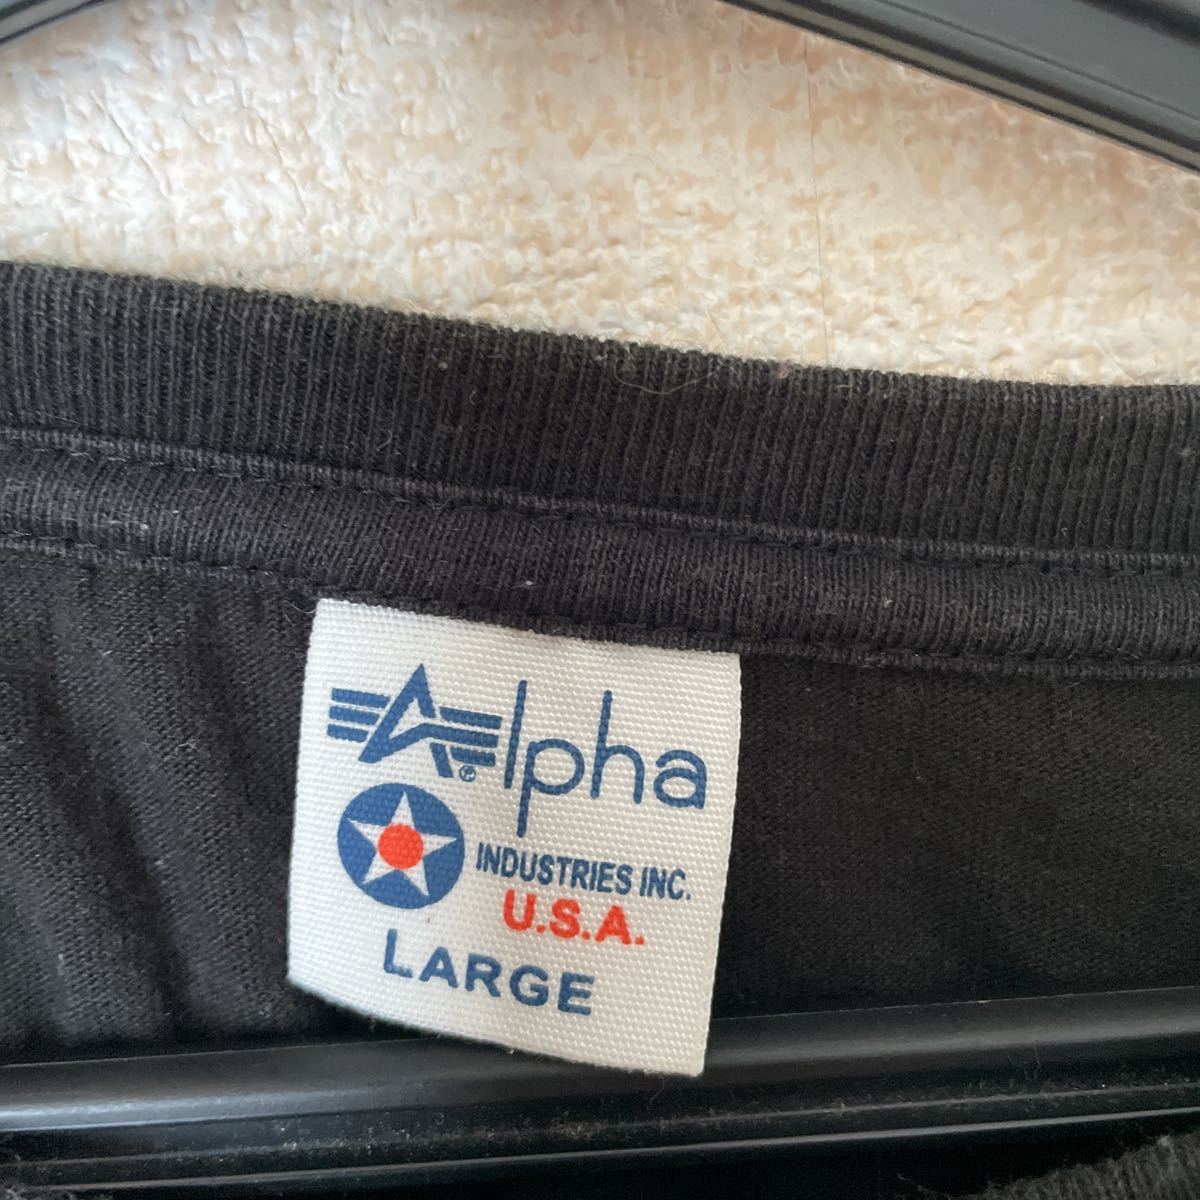 Alpha®
INDUSTRIES INC.
U.S.A.
LARGE